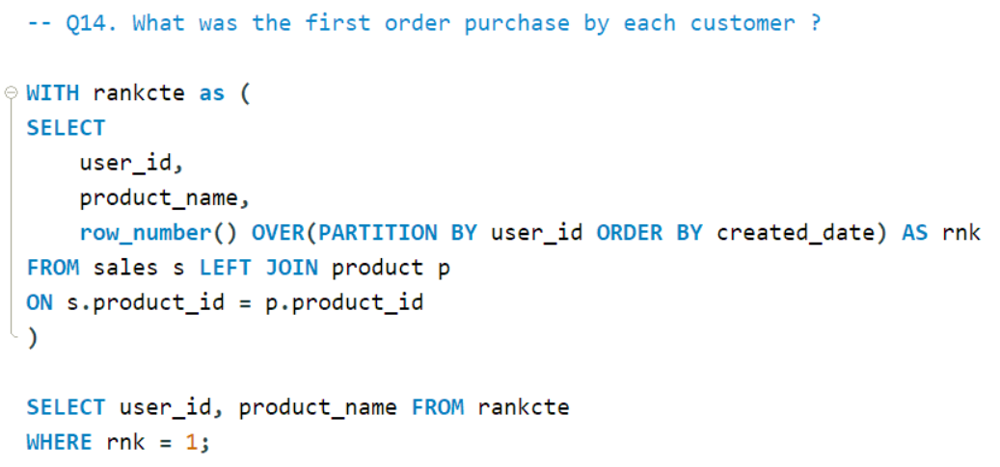 -- Q14. What was the first order purchase by each customer ?
WITH rankcte as (
SELECT
user_id,
product_name,
row_number() OVER(PARTITION BY user_id ORDER BY created_date) AS rnk
FROM sales s LEFT JOIN product p
ON s.product_id = p.product_id
)
SELECT user_id, product_name FROM rankcte
WHERE rnk = 1;